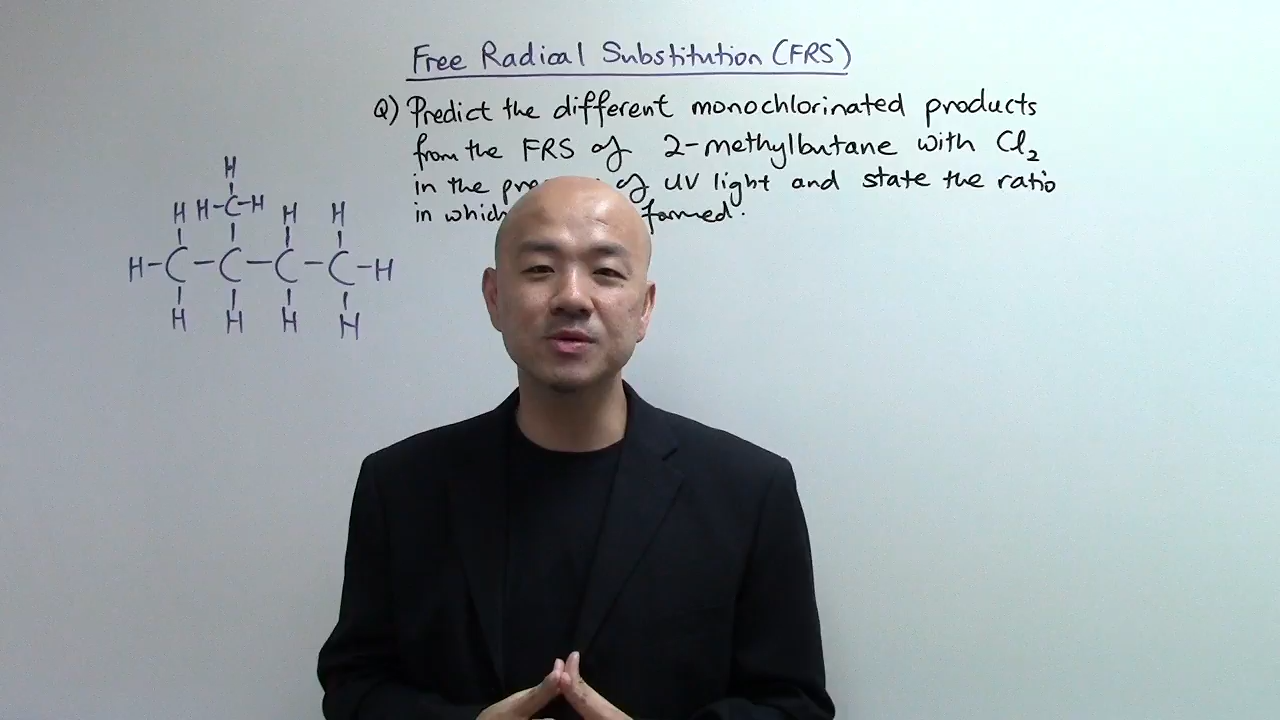 Free Radical Substitution (FRS)
Q) Predict the different monochlorinated products
from the FRS of 2-methylbutane with Cl2
in the of UV light and state the ratio
in which formed.
H
H H-C-H H H
H-C-C-C-C-H
H H H H